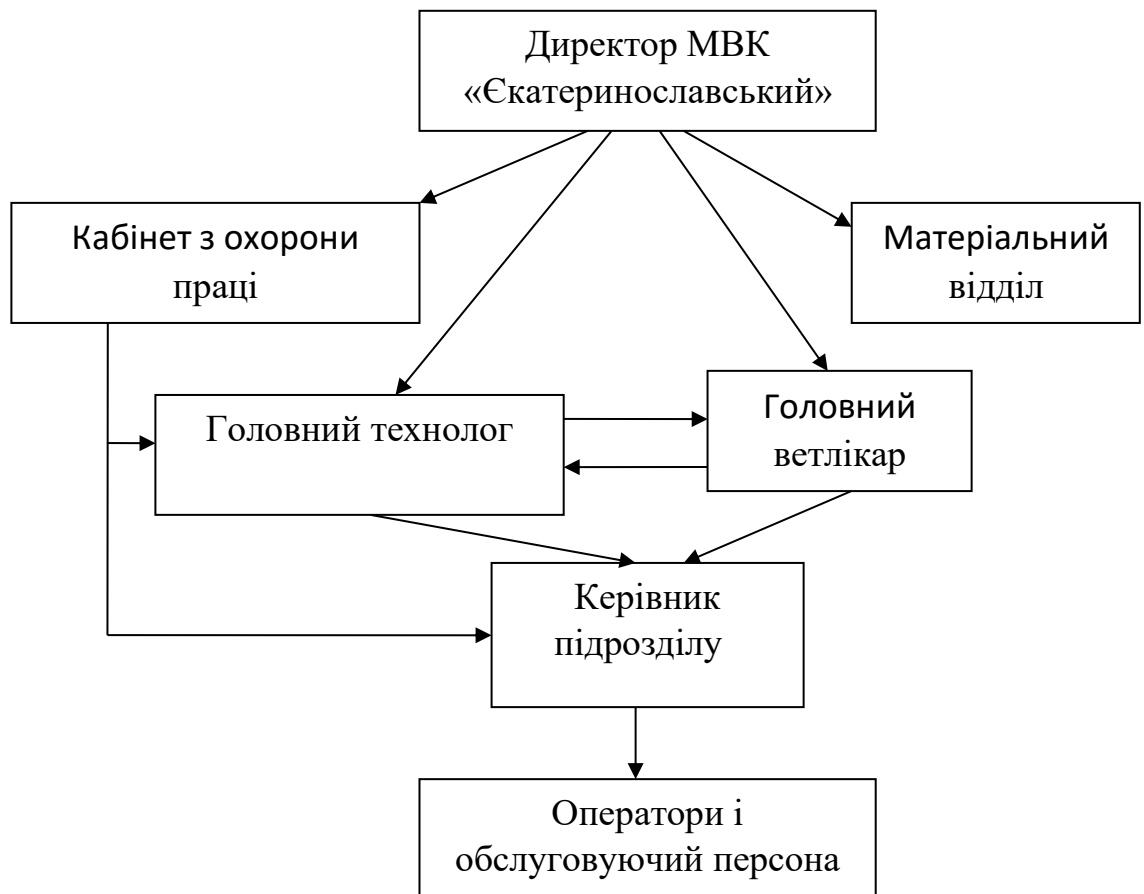 Директор МВК
«Єкатеринославський»
Кабінет з охорони
праці
Матеріальний
відділ
Головний технолог
Головний
ветлікар
Керівник
підрозділу
Оператори і
обслуговуючий персона